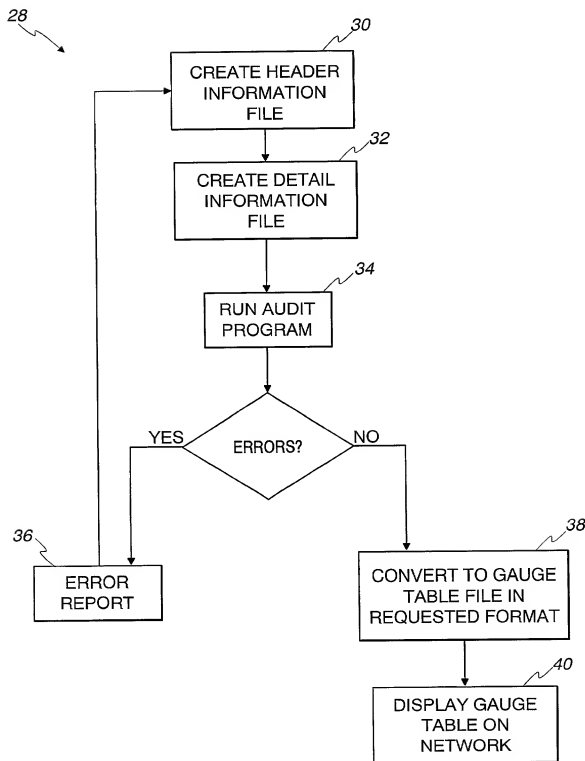 28
30
CREATE HEADER
INFORMATION
FILE
32
CREATE DETAIL
INFORMATION
FILE
34
RUN AUDIT
PROGRAM
YES
ERRORS?
NO
36
ERROR
REPORT
38
CONVERT TO GAUGE
TABLE FILE IN
REQUESTED FORMAT
40
DISPLAY GAUGE
TABLE ON
NETWORK